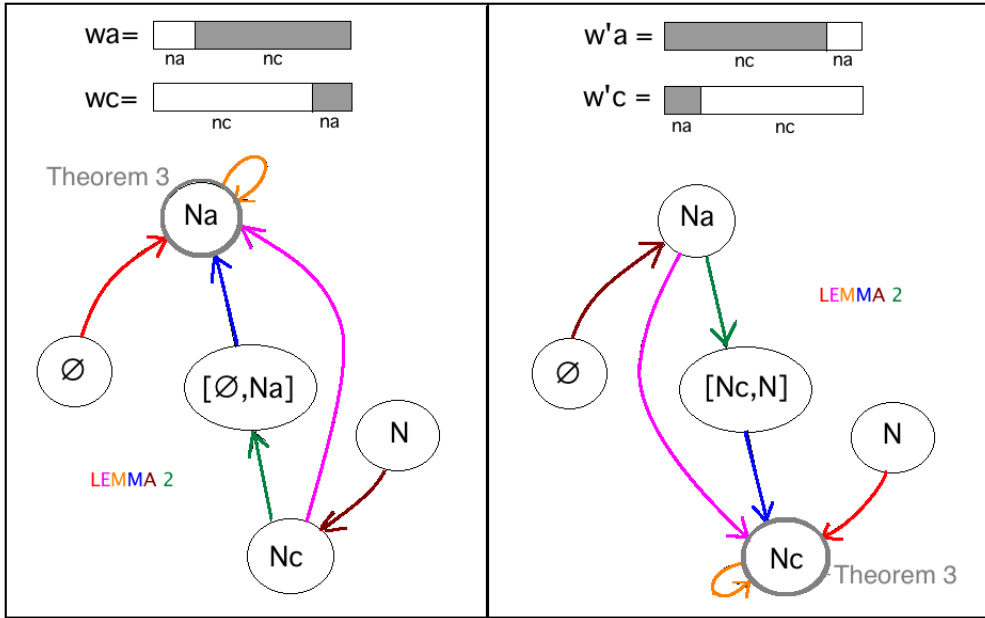 wa=
na
nc
wc=
nc
na
Theorem 3
Na
Ø
[Ø,Na]
N
LEMMA 2
Nc
w'a =
nc
na
w'c =
na
nc
Na
LEMMA 2
Ø
[Nc,N]
N
Nc
Theorem 3